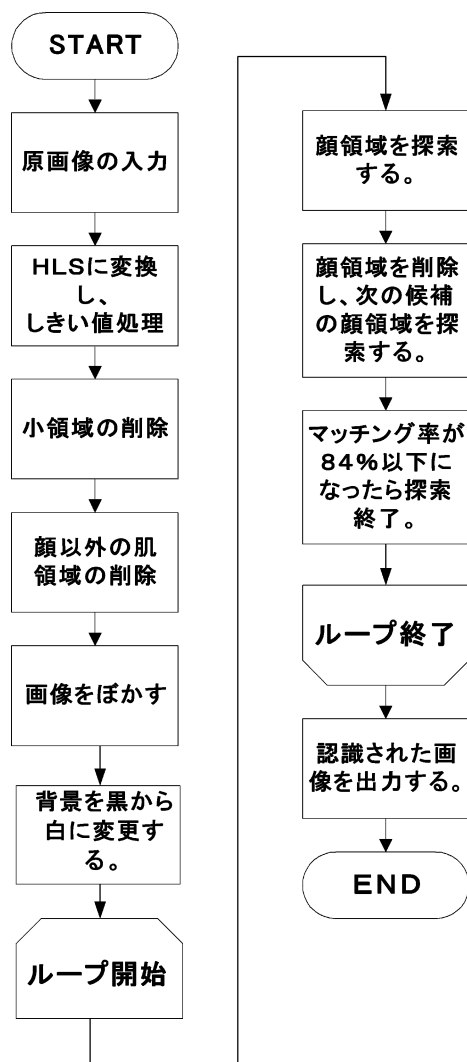 START
原画像の入力
HLSに変換
し、
しきい値処理
小領域の削除
顔以外の肌
領域の削除
画像をぼかす
背景を黒から
白に変更す
る。
ループ開始
顔領域を探索
する。
顔領域を削除
し、次の候補
の顔領域を探
索する。
マッチング率が
84%以下に
なったら探索
終了。
ループ終了
認識された画
像を出力する。
END